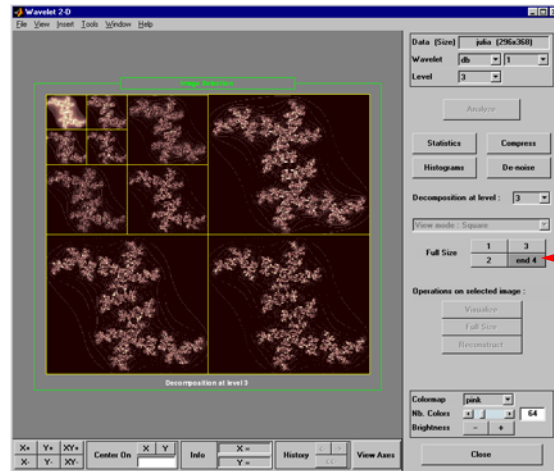 Wavelet 2-D
File View Insert Tools Window Help
Image Selection
Decomposition at level 3
Data (Size) julia (296x368)
Wavelet db 1
Level 3
Analyze
Statistics Compress
Histograms De-noise
Decomposition at level : 3
View mode : Square
Full Size 1 3
2 end 4
Operations on selected image :
Visualize
Full Size
Reconstruct
Colormap pink
Nb. Colors 64
Brightness - +
Close
X+ Y+ XY+
X- Y- XY-
Center On X Y
Info X =
Y =
History <- ->
<<-
View Axes